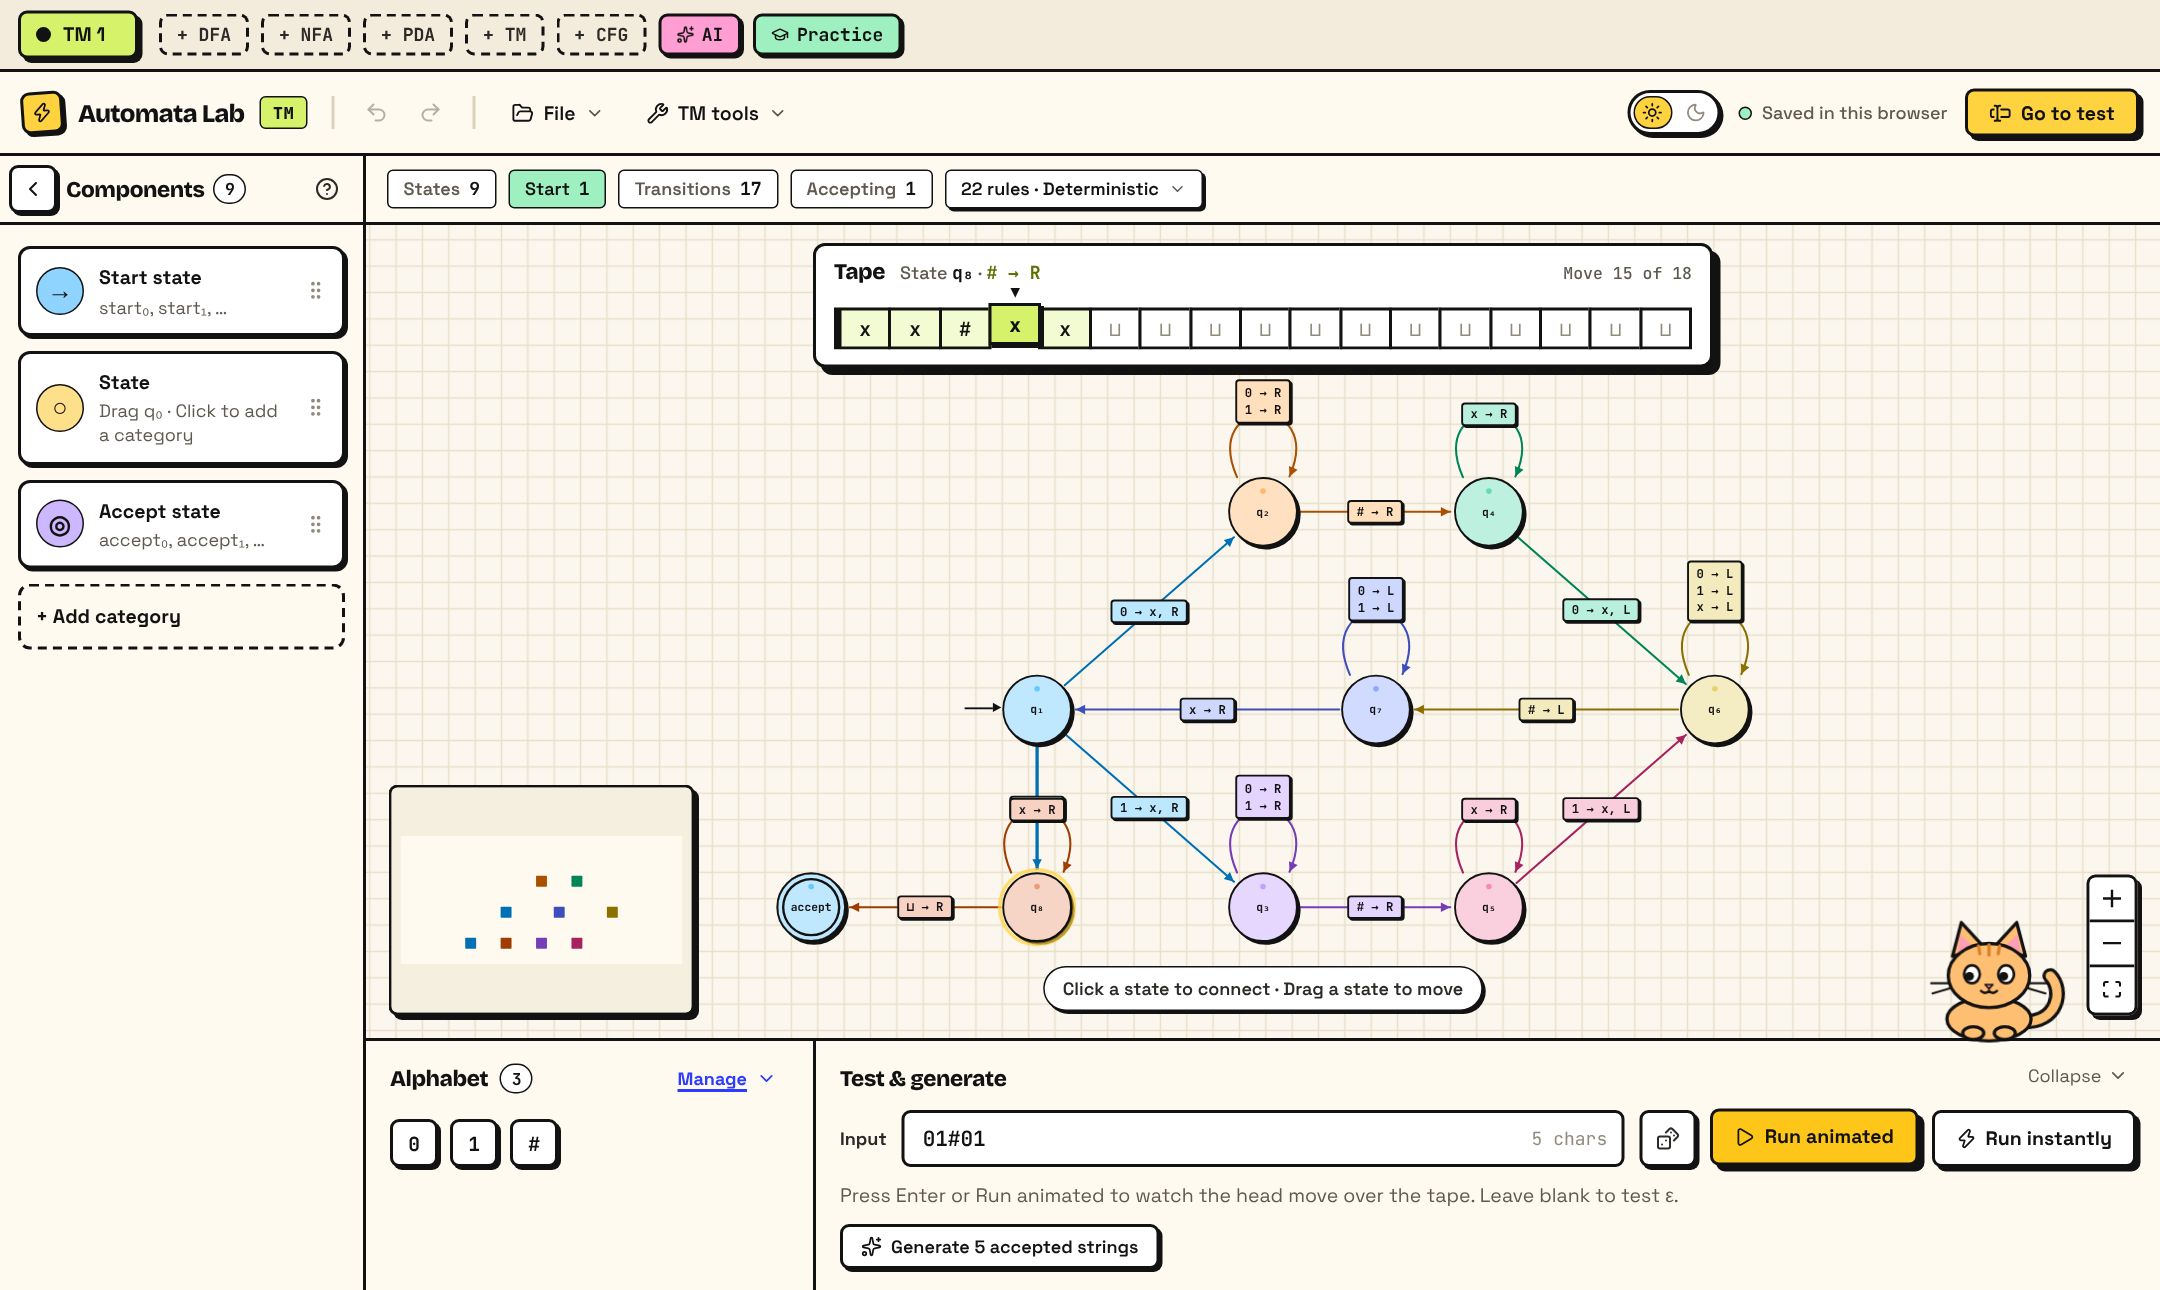 TM 1
+ DFA
+ NFA
+ PDA
+ TM
+ CFG
AI
Practice
Automata Lab
TM
File
TM tools
Saved in this browser
Go to test
Components 9
States 9
Start 1
Transitions 17
Accepting 1
22 rules · Deterministic
Start state
start₀, start₁, …
State
Drag q₀ · Click to add
a category
Accept state
accept₀, accept₁, …
+ Add category
Tape State q₈ · # → R
Move 15 of 18
x x # x x ⊔ ⊔ ⊔ ⊔ ⊔ ⊔ ⊔ ⊔ ⊔ ⊔ ⊔ ⊔
0 → R
1 → R
x → R
q₂
# → R
q₄
0 → L
1 → L
x → L
0 → L
1 → L
0 → x, R
0 → x, L
q₁
x → R
q₇
# → L
q₆
x → R
1 → x, R
0 → R
1 → R
x → R
1 → x, L
accept
⊔ → R
q₈
q₃
# → R
q₅
Click a state to connect · Drag a state to move
Alphabet 3
Manage
0
1
#
Test & generate
Collapse
Input
01#01
5 chars
Run animated
Run instantly
Press Enter or Run animated to watch the head move over the tape. Leave blank to test ε.
Generate 5 accepted strings